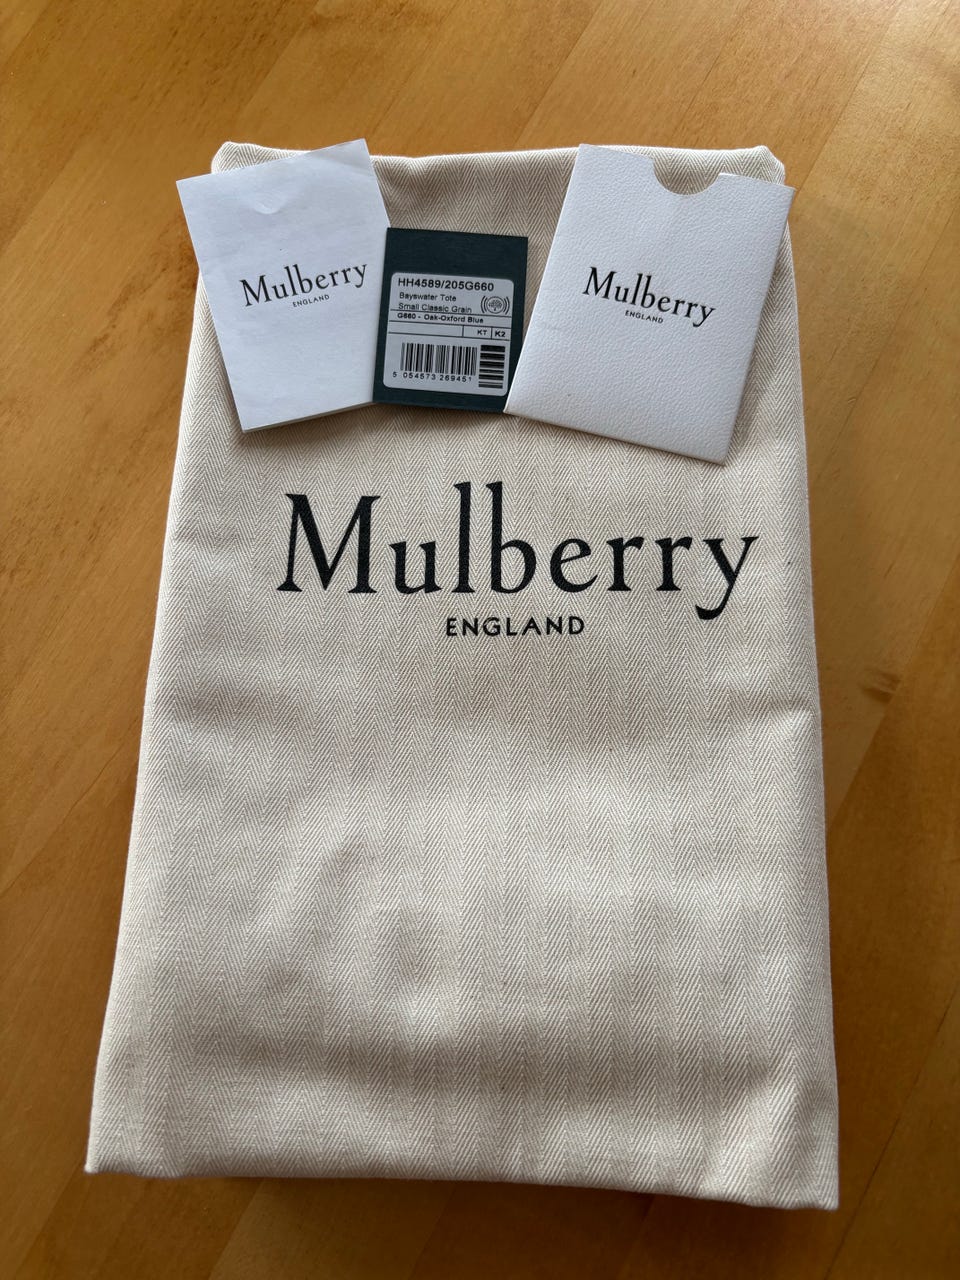 Mulberry
ENGLAND
HH4589/205G660
Bayswater Tote
Small Classic Grain
G660 - Oak-Oxford Blue
KT K2
5 054573 269451
Mulberry
ENGLAND
Mulberry
ENGLAND